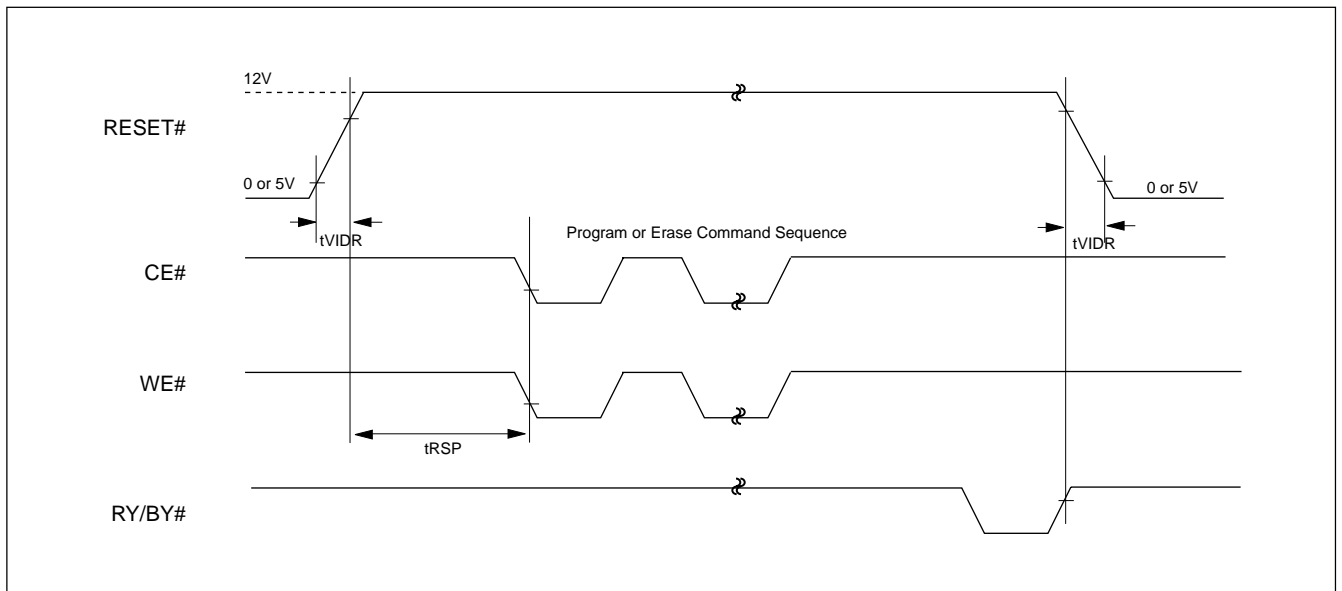 12V
RESET#
0 or 5V
0 or 5V
tVIDR
Program or Erase Command Sequence
tVIDR
CE#
WE#
tRSP
RY/BY#